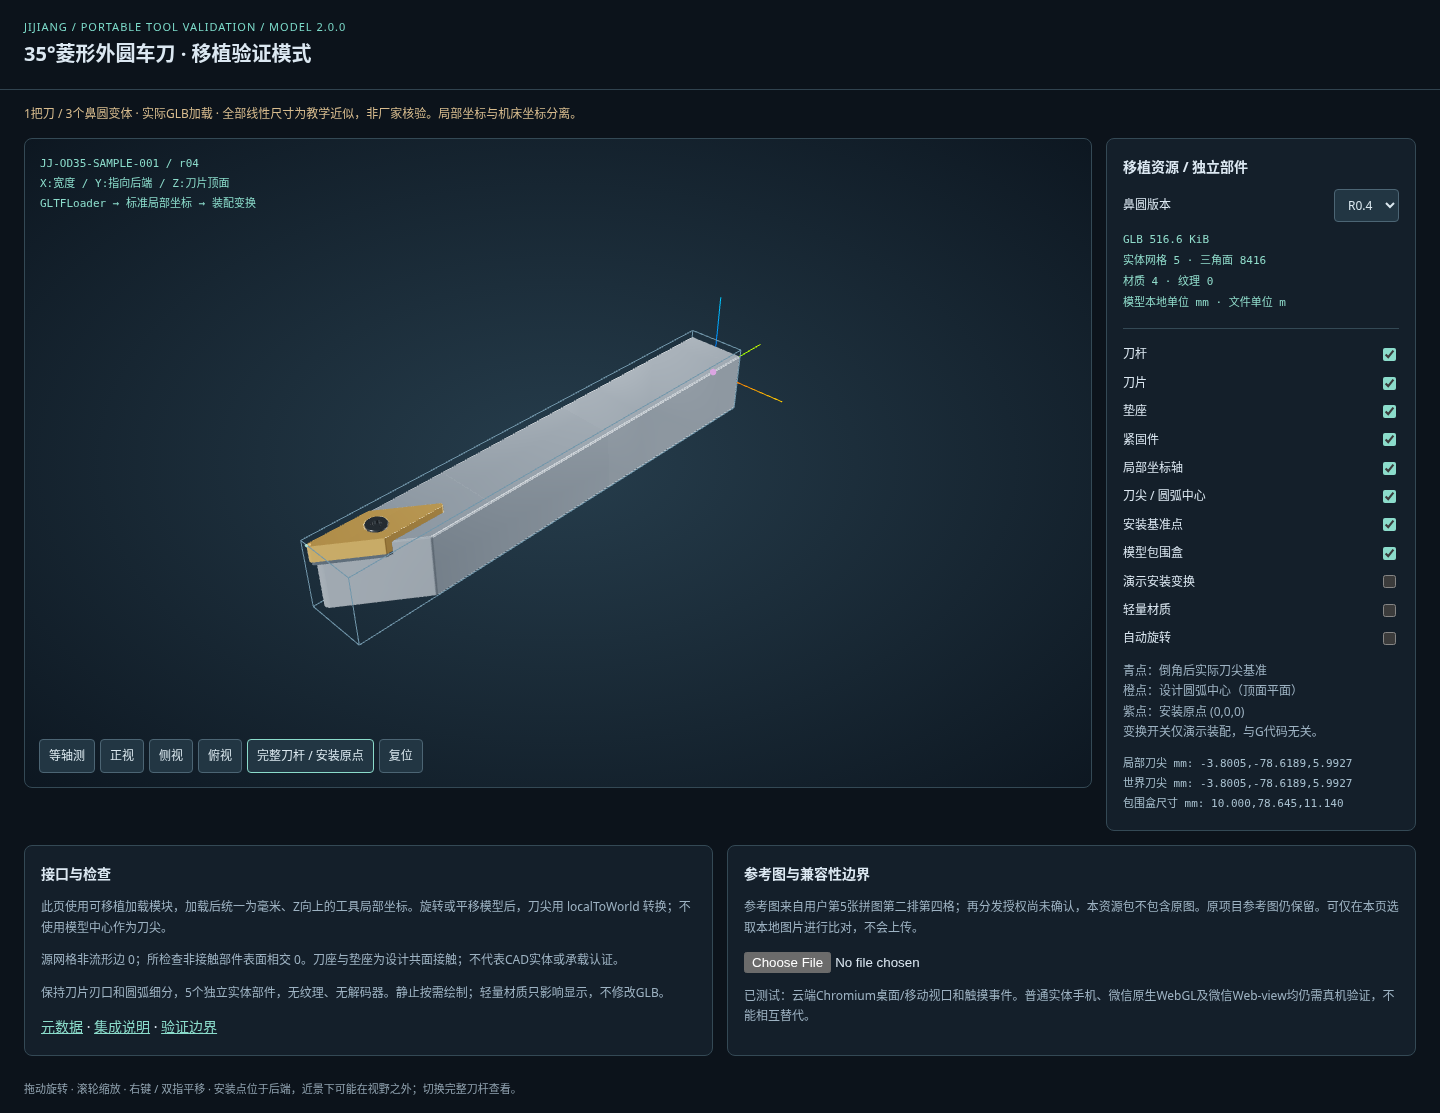 JIJIANG / PORTABLE TOOL VALIDATION / MODEL 2.0.0
35°菱形外圆车刀 · 移植验证模式
1把刀 / 3个鼻圆变体 · 实际GLB加载 · 全部线性尺寸为教学近似，非厂家核验。局部坐标与机床坐标分离。
JJ-OD35-SAMPLE-001 / r04
X:宽度 / Y:指向后端 / Z:刀片顶面
GLTFLoader → 标准局部坐标 → 装配变换
等轴测 正视 侧视 俯视 完整刀杆 / 安装原点 复位
移植资源 / 独立部件
鼻圆版本 R0.4
GLB 516.6 KiB
实体网格 5 · 三角面 8416
材质 4 · 纹理 0
模型本地单位 mm · 文件单位 m
刀杆
刀片
垫座
紧固件
局部坐标轴
刀尖 / 圆弧中心
安装基准点
模型包围盒
演示安装变换
轻量材质
自动旋转
青点：倒角后实际刀尖基准
橙点：设计圆弧中心（顶面平面）
紫点：安装原点 (0,0,0)
变换开关仅演示装配，与G代码无关。
局部刀尖 mm: -3.8005,-78.6189,5.9927
世界刀尖 mm: -3.8005,-78.6189,5.9927
包围盒尺寸 mm: 10.000,78.645,11.140
接口与检查
此页使用可移植加载模块，加载后统一为毫米、Z向上的工具局部坐标。旋转或平移模型后，刀尖用 localToWorld 转换；不
使用模型中心作为刀尖。
源网格非流形边 0；所检查非接触部件表面相交 0。刀座与垫座为设计共面接触；不代表CAD实体或承载认证。
保持刀片刃口和圆弧细分，5个独立实体部件，无纹理、无解码器。静止按需绘制；轻量材质只影响显示，不修改GLB。
元数据 · 集成说明 · 验证边界
参考图与兼容性边界
参考图来自用户第5张拼图第二排第四格；再分发授权尚未确认，本资源包不包含原图。原项目参考图仍保留。可仅在本页选
取本地图片进行比对，不会上传。
Choose File No file chosen
已测试：云端Chromium桌面/移动视口和触摸事件。普通实体手机、微信原生WebGL及微信Web-view均仍需真机验证，不
能相互替代。
拖动旋转 · 滚轮缩放 · 右键 / 双指平移 · 安装点位于后端，近景下可能在视野之外；切换完整刀杆查看。